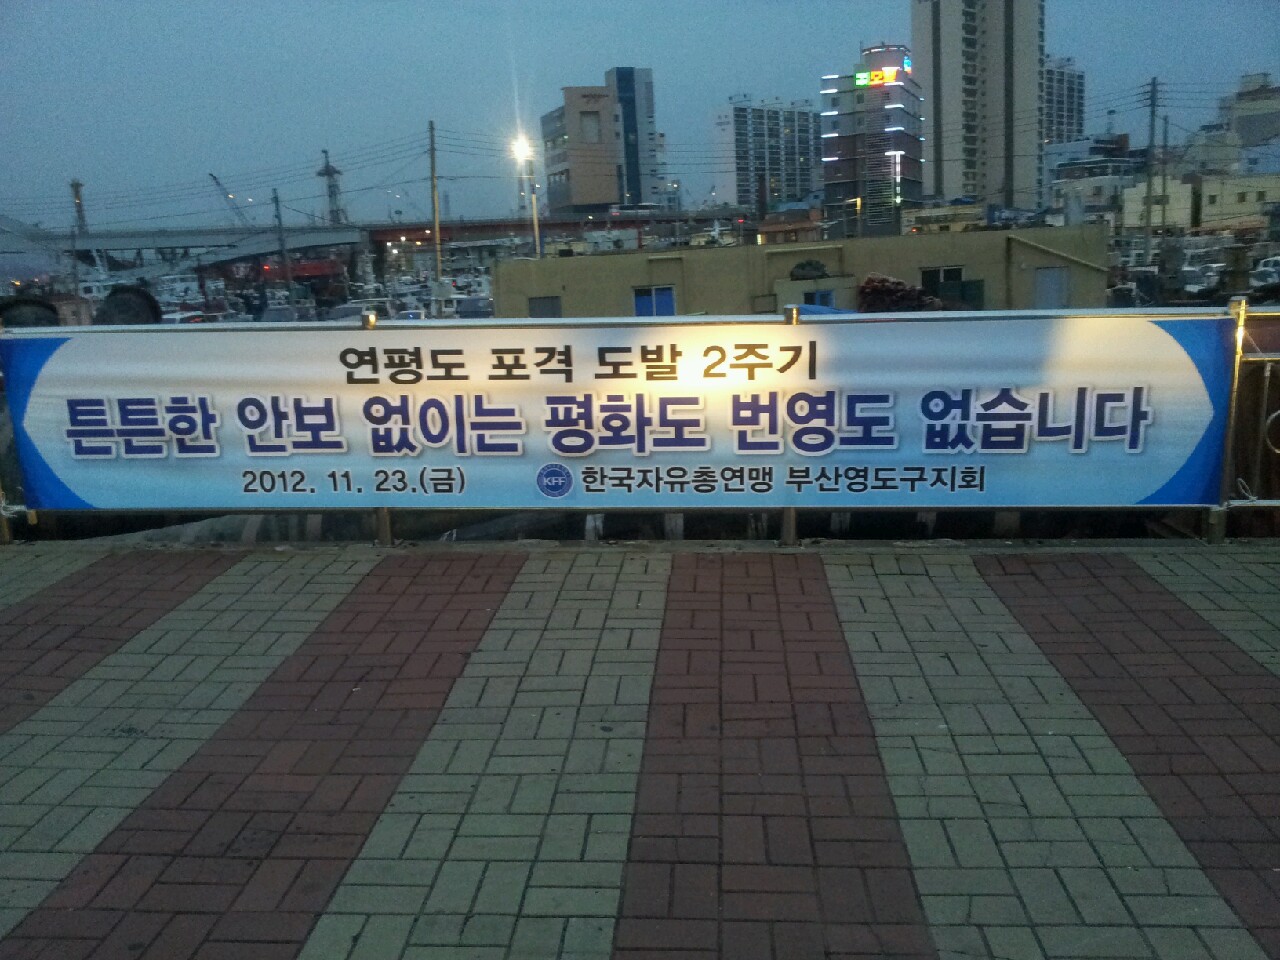 연평도 포격 도발 2주기
튼튼한 안보 없이는 평화도 번영도 없습니다
2012. 11. 23.(금) KFF 한국자유총연맹 부산영도구지회